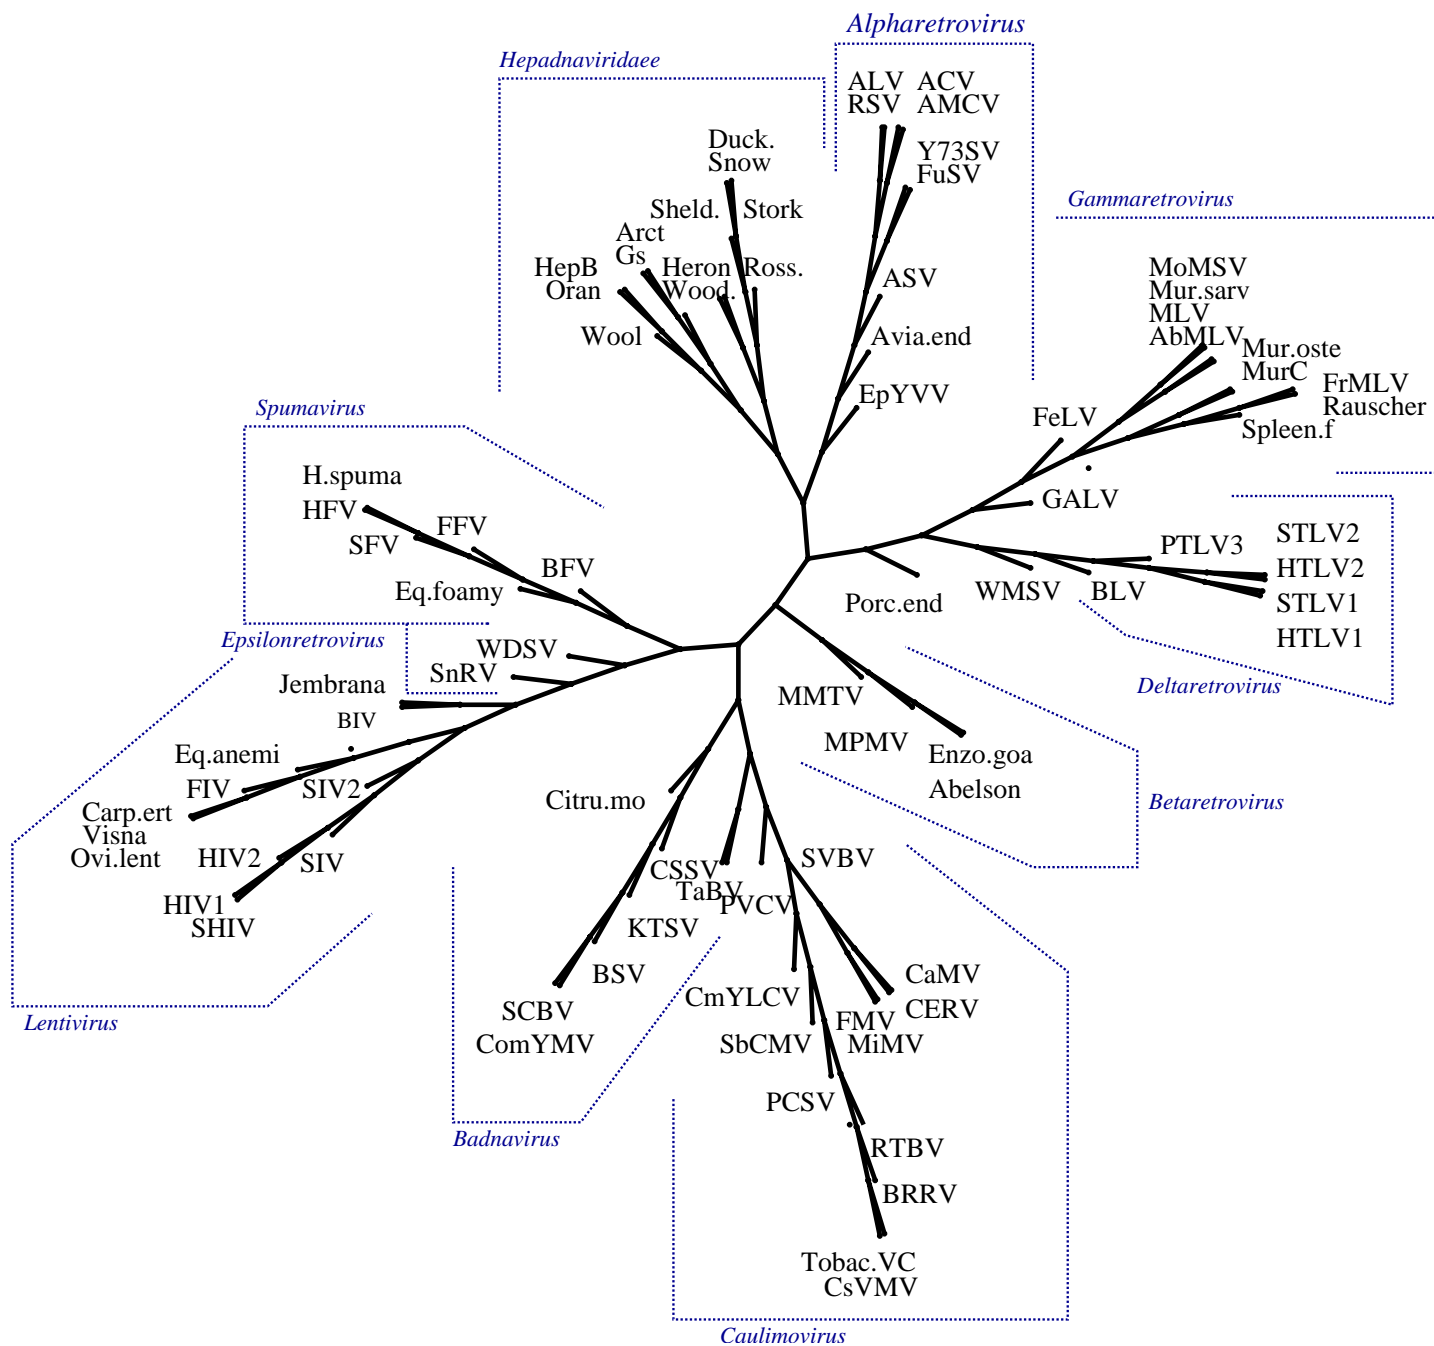 Alpharetrovirus
Hepadnaviridaee
ALV ACV
RSV AMCV
Duck.
Snow
Y73SV
FuSV
Gammaretrovirus
Sheld. Stork
Arct
Gs
HepB
Oran
Heron Ross.
Wood.
Wool
ASV
Avia.end
EpYVV
MoMSV
Mur.sarv
MLV
AbMLV
Mur.oste
MurC
FrMLV
Rauscher
Spleen.f
FeLV
GALV
Spumavirus
H.spuma
HFV
FFV
SFV
BFV
Eq.foamy
PTLV3
STLV2
HTLV2
STLV1
HTLV1
WMSV
BLV
Porc.end
Deltaretrovirus
Epsilonretrovirus
WDSV
SnRV
Jembrana
BIV
Eq.anemi
FIV
SIV2
Carp.ert
Visna
Ovi.lent
HIV2
SIV
HIV1
SHIV
Lentivirus
MMTV
MPMV
Enzo.goa
Abelson
Betaretrovirus
Citru.mo
CSSV
TaBV
PVCV
SVBV
KTSV
BSV
SCBV
ComYMV
Badnavirus
CmYLCV
CaMV
CERV
FMV
MiMV
SbCMV
PCSV
RTBV
BRRV
Tobac.VC
CsVMV
Caulimovirus